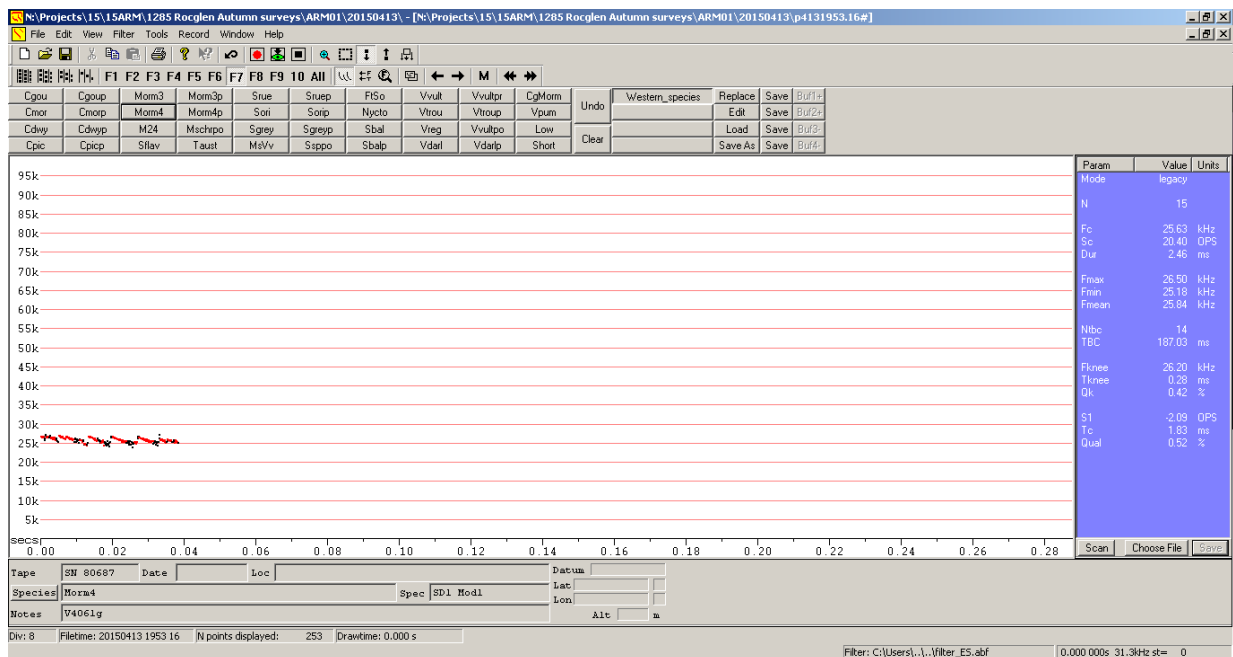 N:\Projects\15\15ARM\1285 Rocglen Autumn surveys\ARM01\20150413\ - [N:\Projects\15\15ARM\1285 Rocglen Autumn surveys\ARM01\20150413\p4131953.16#]
File Edit View Filter Tools Record Window Help
F1 F2 F3 F4 F5 F6 F7 F8 F9 10 All M
Cgou Cgoup Morm3 Morm3p Srue Sruep FtSo Vvult Vvultpr CgMorm Undo Western_species Replace Save Buf1+
Cmor Cmorp Morm4 Morm4p Sori Sorip Nycto Vtrou Vtroup Vpum Edit Save Buf2+
Cdwy Cdwyp M24 Mschrpo Sgrey Sgreyp Sbal Vreg Vvultpo Low Clear Load Save Buf3-
Cpic Cpicp Sflav Taust MsVv Ssppo Sbalp Vdarl Vdarlp Short Save As Save Buf4-
95k
90k
85k
80k
75k
70k
65k
60k
55k
50k
45k
40k
35k
30k
25k
20k
15k
10k
5k
secs
0.00 0.02 0.04 0.06 0.08 0.10 0.12 0.14 0.16 0.18 0.20 0.22 0.24 0.26 0.28
Param Value Units
Mode legacy
N 15
Fc 25.63 kHz
Sc 20.40 OPS
Dur 2.46 ms
Fmax 26.50 kHz
Fmin 25.18 kHz
Fmean 25.84 kHz
Ntbc 14
TBC 187.03 ms
Fknee 26.20 kHz
Tknee 0.28 ms
Qk 0.42 %
S1 -2.09 OPS
Tc 1.83 ms
Qual 0.52 %
Scan Choose File Save
Tape SN 80687 Date Loc Datum
Species Morm4 Spec SD1 Mod1 Lat
Lon
Notes V4061g Alt m
Div: 8 Filetime: 20150413 1953 16 N points displayed: 253 Drawtime: 0.000 s
Filter: C:\Users\..\..\filter_ES.abf 0.000 000s 31.3kHz st= 0